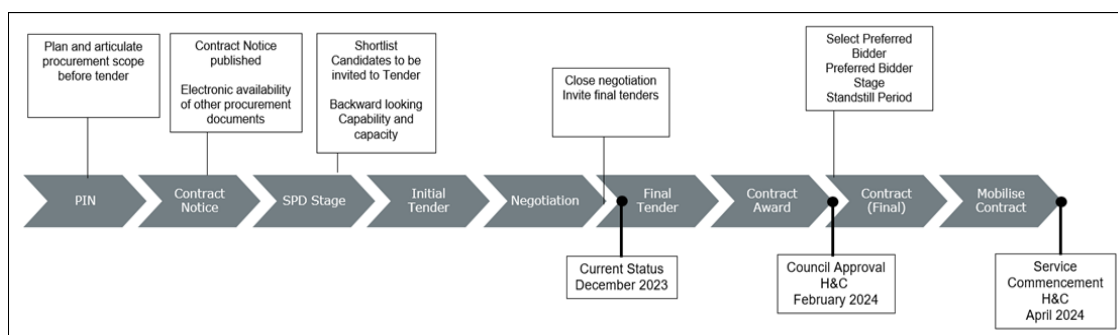 Plan and articulate
procurement scope
before tender
Contract Notice
published
Electronic availability
of other procurement
documents
Shortlist
Candidates to be
invited to Tender
Backward looking
Capability and
capacity
Close negotiation
Invite final tenders
Select Preferred
Bidder
Preferred Bidder
Stage
Standstill Period
PIN
Contract
Notice
SPD Stage
Initial
Tender
Negotiation
Final
Tender
Contract
Award
Contract
(Final)
Mobilise
Contract
Current Status
December 2023
Council Approval
H&C
February 2024
Service
Commencement
H&C
April 2024